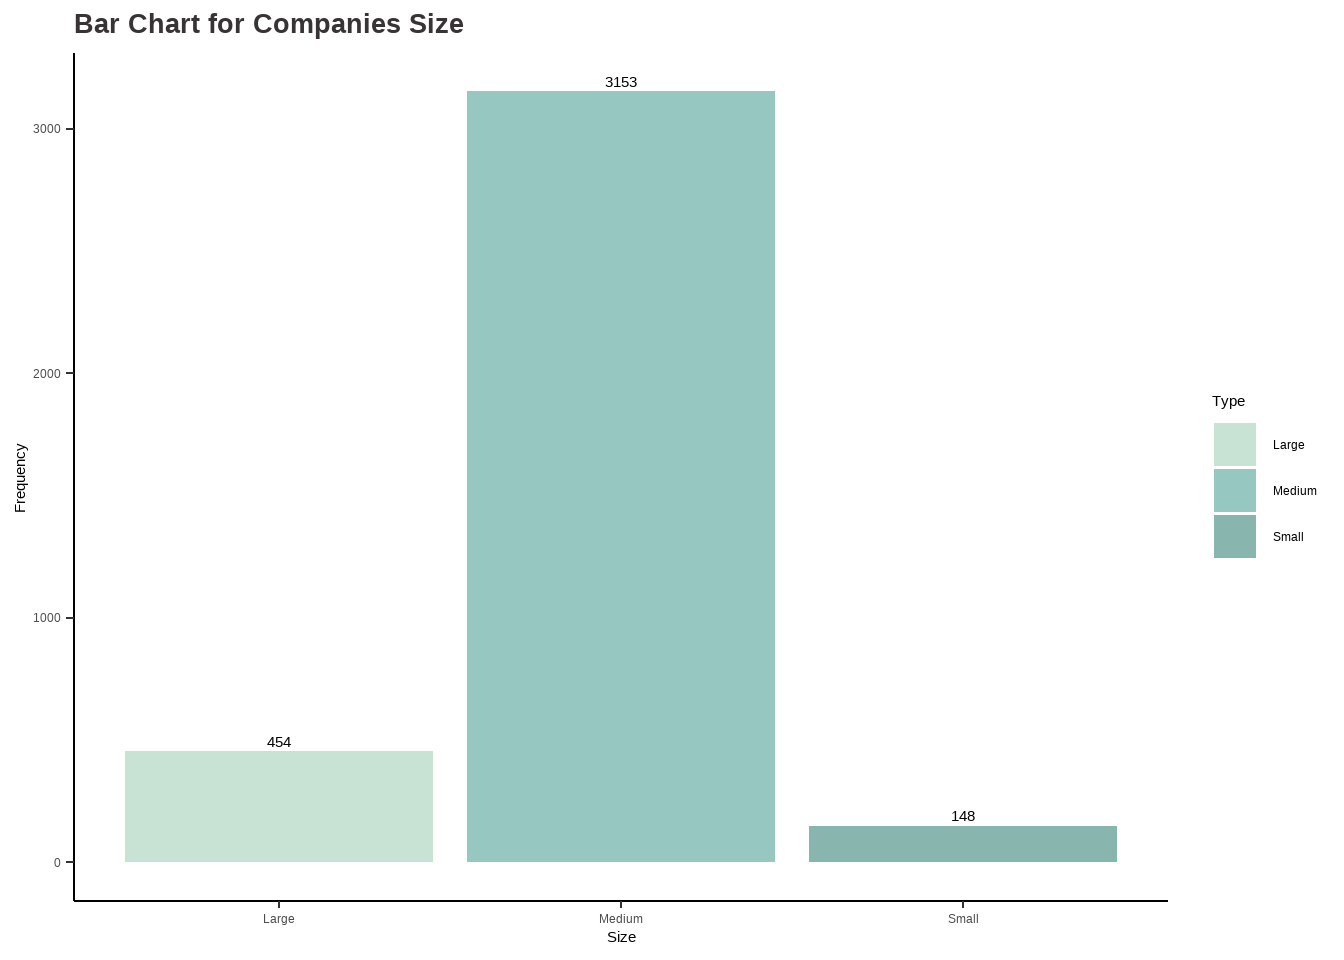 Bar Chart for Companies Size
3153
3000
2000
Type
Large
Frequency
Medium
Small
1000
454
148
0
Large
Medium
Small
Size